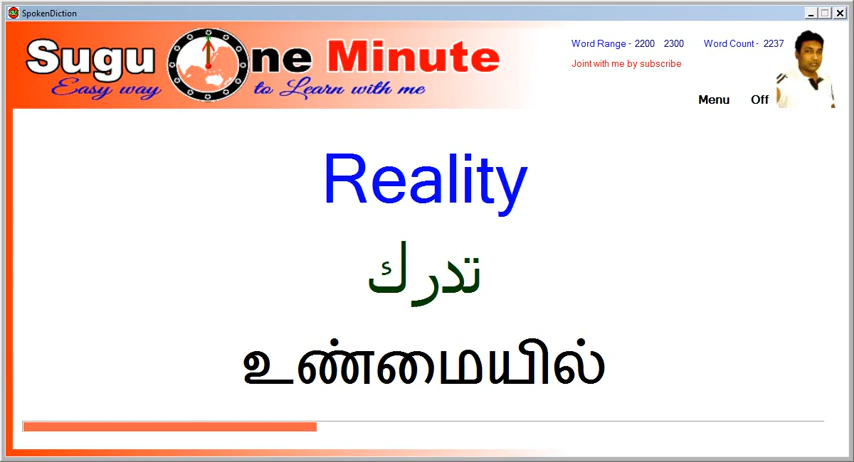 SpokenDiction
Sugu One Minute
Easy way to Learn with me
Word Range - 2200 2300 Word Count - 2237
Joint with me by subscribe
Menu Off
Reality
تدرك
உண்மையில்